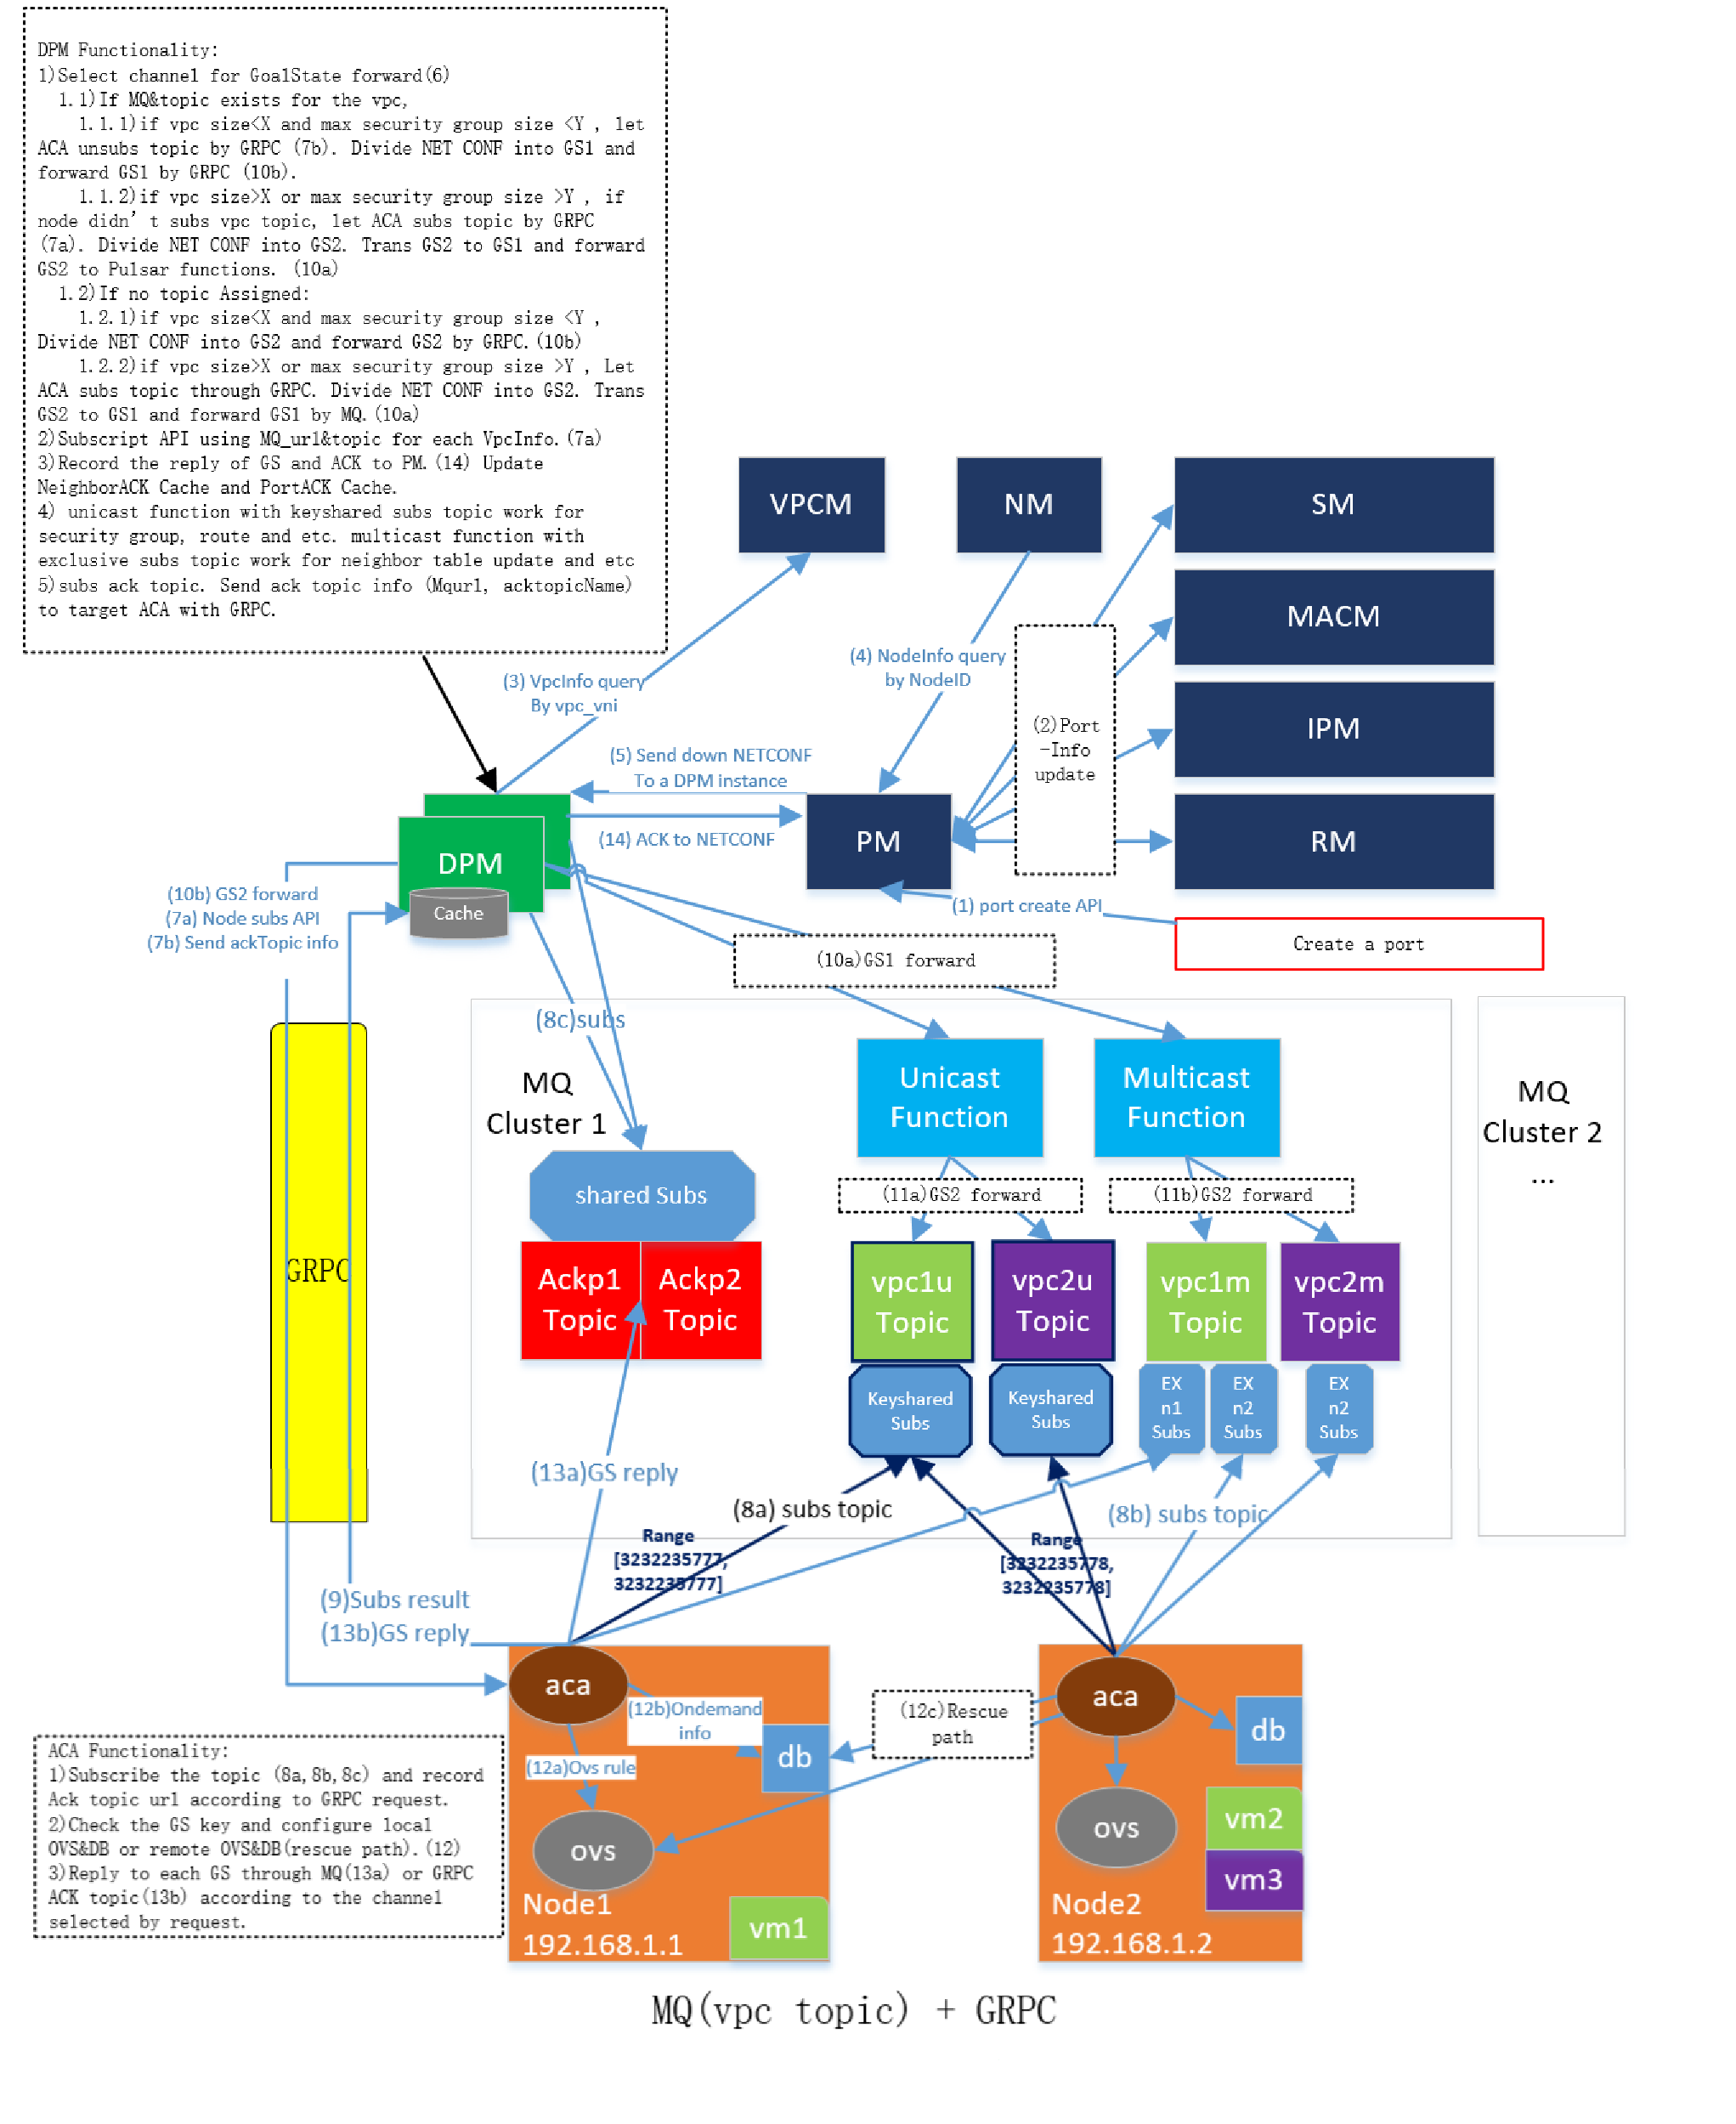 DPM Functionality:
1)Select channel for GoalState forward(6)
1.1)If MQ&topic exists for the vpc,
1.1.1)if vpc size<X and max security group size <Y , let
ACA unsubs topic by GRPC (7b). Divide NET CONF into GS1 and
forward GS1 by GRPC (10b).
1.1.2)if vpc size>X or max security group size >Y , if
node didn't subs vpc topic, let ACA subs topic by GRPC
(7a). Divide NET CONF into GS2. Trans GS2 to GS1 and forward
GS2 to Pulsar functions. (10a)
1.2)If no topic Assigned:
1.2.1)if vpc size<X and max security group size <Y ,
Divide NET CONF into GS2 and forward GS2 by GRPC.(10b)
1.2.2)if vpc size>X or max security group size >Y , Let
ACA subs topic through GRPC. Divide NET CONF into GS2. Trans
GS2 to GS1 and forward GS1 by MQ.(10a)
2)Subscript API using MQ_url&topic for each VpcInfo.(7a)
3)Record the reply of GS and ACK to PM.(14) Update
NeighborACK Cache and PortACK Cache.
4) unicast function with keyshared subs topic work for
security group, route and etc. multicast function with
exclusive subs topic work for neighbor table update and etc
5)subs ack topic. Send ack topic info (Mqurl, acktopicName)
to target ACA with GRPC.
VPCM
NM
SM
MACM
IPM
RM
(3) VpcInfo query
By vpc_vni
(4) NodeInfo query
by NodeID
(2)Port
-Info
update
(5) Send down NETCONF
To a DPM instance
(14) ACK to NETCONF
PM
DPM
Cache
(10b) GS2 forward
(7a) Node subs API
(7b) Send ackTopic info
(1) port create API
Create a port
(10a)GS1 forward
(8c)subs
MQ
Cluster 1
Unicast
Function
Multicast
Function
MQ
Cluster 2
...
shared Subs
(11a)GS2 forward
(11b)GS2 forward
GRPC
Ackp1
Topic
Ackp2
Topic
vpc1u
Topic
vpc2u
Topic
vpc1m
Topic
vpc2m
Topic
Keyshared
Subs
Keyshared
Subs
EX
n1
Subs
EX
n2
Subs
EX
n2
Subs
(13a)GS reply
(8a) subs topic
(8b) subs topic
Range
[3232235777,
3232235777]
Range
[3232235778,
3232235778]
(9)Subs result
(13b)GS reply
aca
(12b)Ondemand
info
db
(12a)Ovs rule
ovs
Node1
192.168.1.1
vm1
(12c)Rescue
path
aca
db
ovs
vm2
vm3
Node2
192.168.1.2
ACA Functionality:
1)Subscribe the topic (8a,8b,8c) and record
Ack topic url according to GRPC request.
2)Check the GS key and configure local
OVS&DB or remote OVS&DB(rescue path).(12)
3)Reply to each GS through MQ(13a) or GRPC
ACK topic(13b) according to the channel
selected by request.
MQ(vpc topic) + GRPC